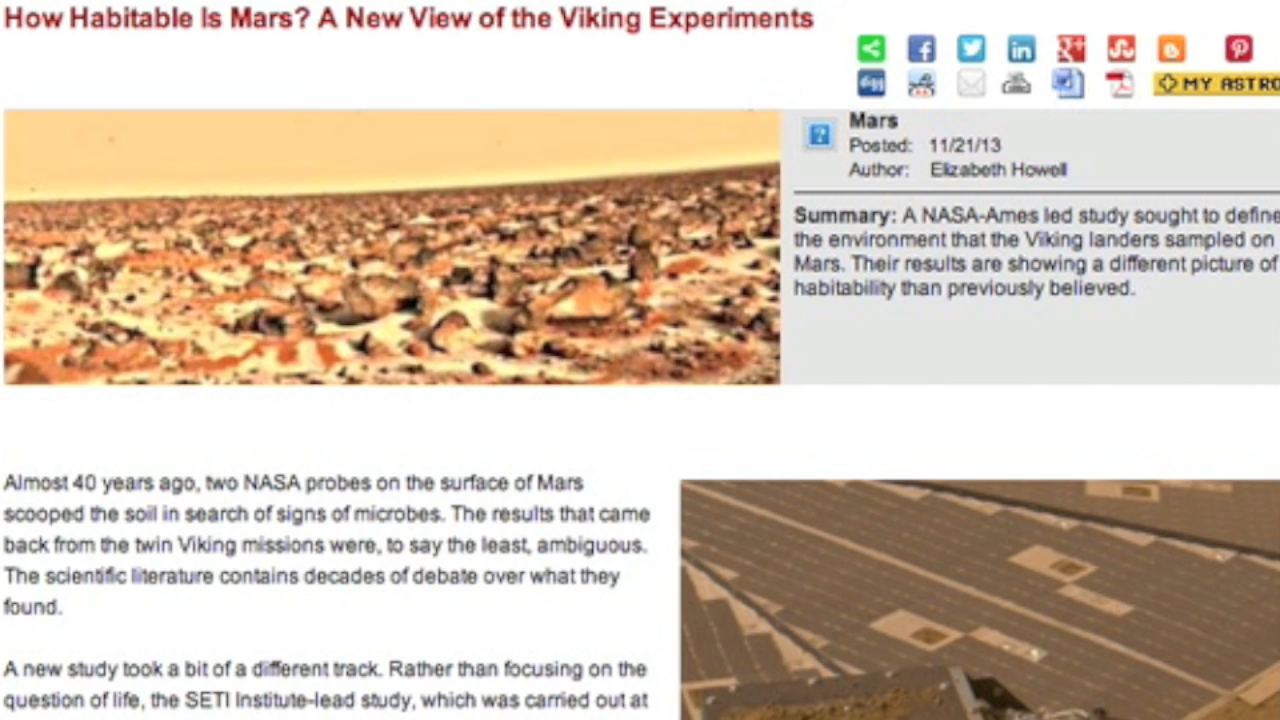 How Habitable Is Mars? A New View of the Viking Experiments
digg
MY ASTRO
Mars
Posted: 11/21/13
Author: Elizabeth Howell
Summary: A NASA-Ames led study sought to define
the environment that the Viking landers sampled on
Mars. Their results are showing a different picture of
habitability than previously believed.
Almost 40 years ago, two NASA probes on the surface of Mars
scooped the soil in search of signs of microbes. The results that came
back from the twin Viking missions were, to say the least, ambiguous.
The scientific literature contains decades of debate over what they
found.
A new study took a bit of a different track. Rather than focusing on the
question of life, the SETI Institute-lead study, which was carried out at